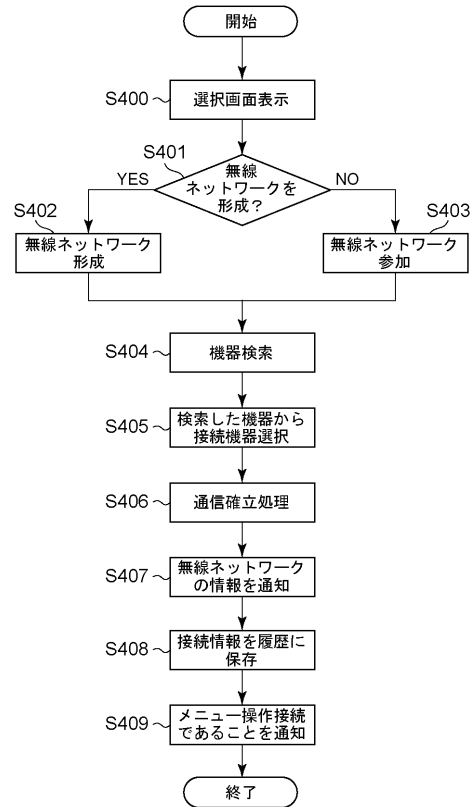 開始
S400
選択画面表示
S401
無線
ネットワークを
形成？
YES
NO
S402
無線ネットワーク
形成
S403
無線ネットワーク
参加
S404
機器検索
S405
検索した機器から
接続機器選択
S406
通信確立処理
S407
無線ネットワーク
の情報を通知
S408
接続情報を履歴に
保存
S409
メニュー操作接続
であることを通知
終了